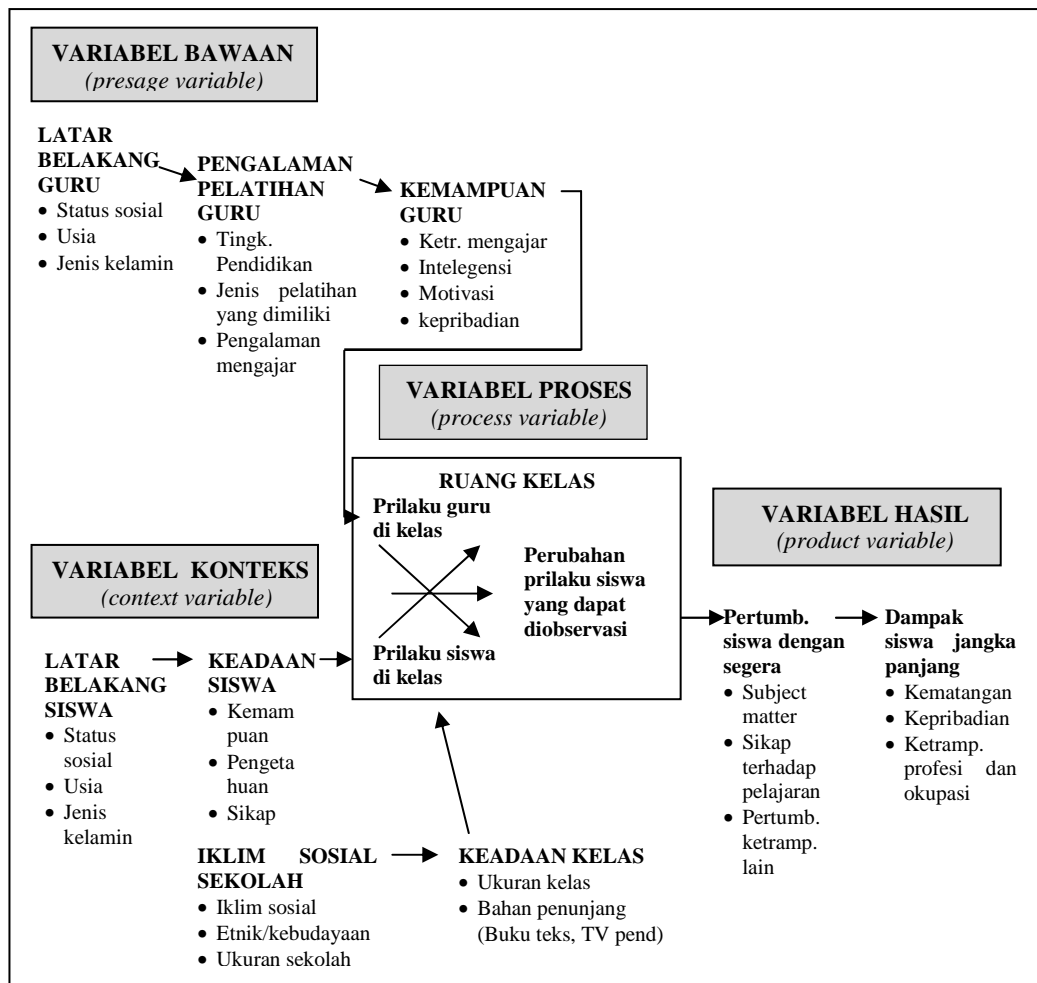 VARIABEL BAWAAN
(presage variable)
LATAR
BELAKANG
GURU
• Status sosial
• Usia
• Jenis kelamin
PENGALAMAN
PELATIHAN
GURU
• Tingk.
Pendidikan
• Jenis pelatihan
yang dimiliki
• Pengalaman
mengajar
KEMAMPUAN
GURU
• Ketr. mengajar
• Intelegensi
• Motivasi
• kepribadian
VARIABEL PROSES
(process variable)
RUANG KELAS
Prilaku guru
di kelas
Perubahan
prilaku siswa
yang dapat
diobservasi
Prilaku siswa
di kelas
VARIABEL HASIL
(product variable)
Pertumb.
siswa dengan
segera
• Subject
matter
• Sikap
terhadap
pelajaran
• Pertumb.
ketramp.
lain
Dampak
siswa jangka
panjang
• Kematangan
• Kepribadian
• Ketramp.
profesi dan
okupasi
VARIABEL KONTEKS
(context variable)
LATAR
BELAKANG
SISWA
• Status
sosial
• Usia
• Jenis
kelamin
KEADAAN
SISWA
• Kemam
puan
• Pengeta
huan
• Sikap
IKLIM SOSIAL
SEKOLAH
• Iklim sosial
• Etnik/kebudayaan
• Ukuran sekolah
KEADAAN KELAS
• Ukuran kelas
• Bahan penunjang
(Buku teks, TV pend)